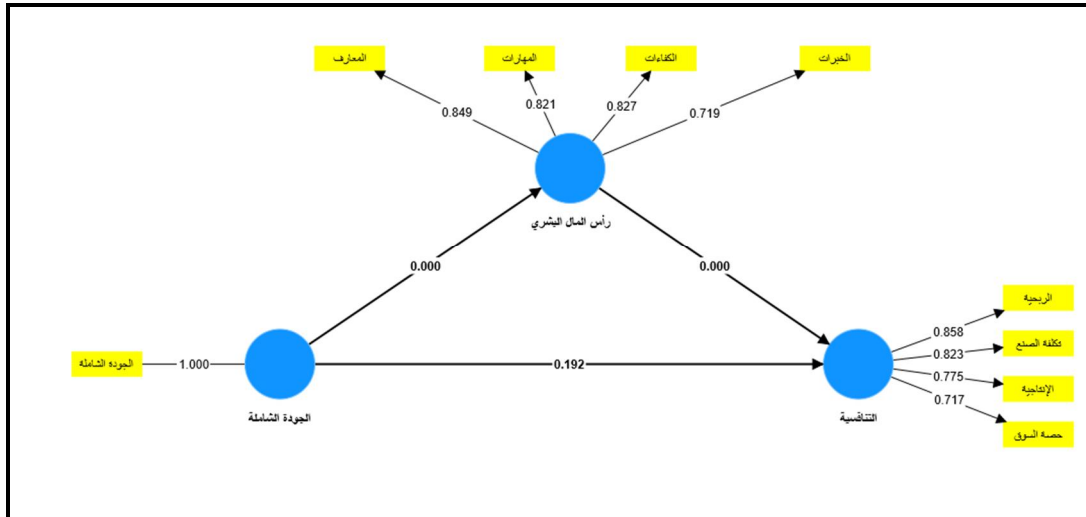 المعارف
المهارات
الكفاءات
الخبرات
0.849
0.821
0.827
0.719
رأس المال البشري
0.000
0.000
الربحية
0.858
تكلفة الصنع
0.823
الإنتاجية
0.775
حصة السوق
0.717
الجودة الشاملة
1.000
0.192
الجودة الشاملة
التنافسية